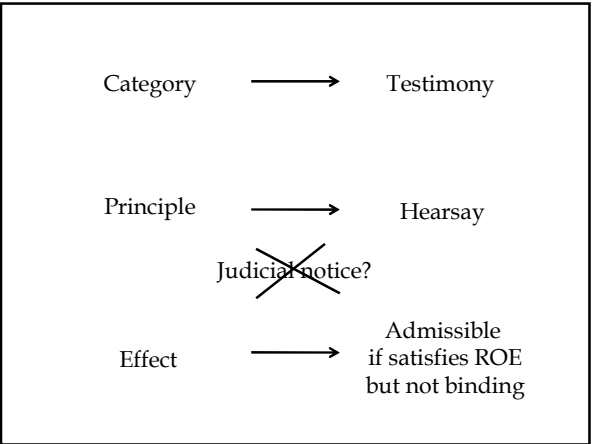 Category Testimony
Principle Hearsay
Judicial notice?
Effect
Admissible
if satisfies ROE
but not binding